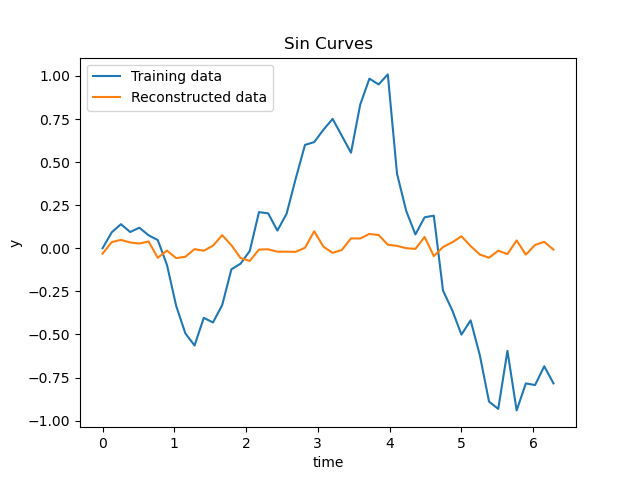 Sin Curves
Training data
Reconstructed data
1.00
0.75
0.50
0.25
0.00
−0.25
−0.50
−0.75
−1.00
y
0 1 2 3 4 5 6
time